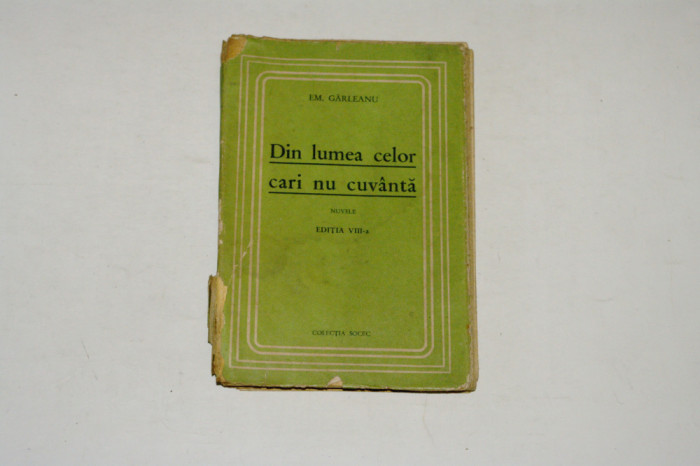 EM. GÂRLEANU
Din lumea celor
cari nu cuvântă
NUVELE
EDIȚIA VIII-a
COLECȚIA SOCEC